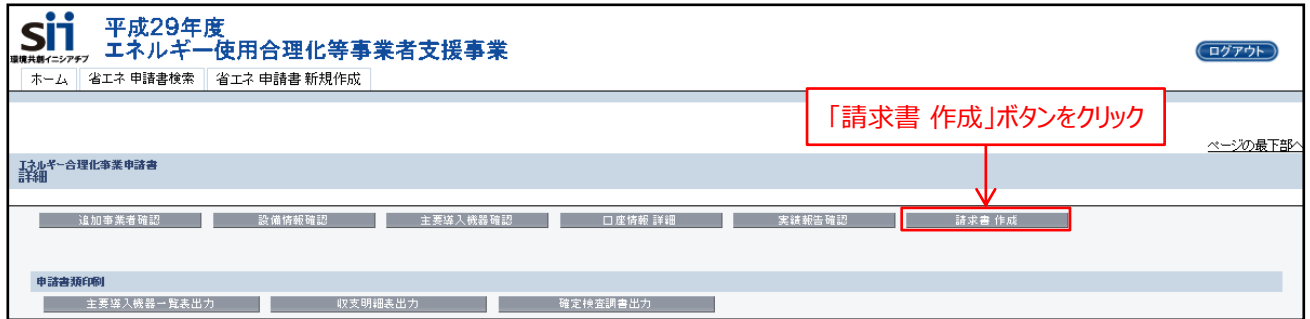 sii
環境共創イニシアチブ
平成29年度
エネルギー使用合理化等事業者支援事業
ログアウト
ホーム 省エネ 申請書検索 省エネ 申請書 新規作成
「請求書 作成」ボタンをクリック
ページの最下部へ
エネルギー合理化事業申請書
詳細
追加事業者確認 設備情報確認 主要導入機器確認 口座情報 詳細 実績報告確認 請求書 作成
申請書類印刷
主要導入機器一覧表出力 収支明細表出力 確定検査調書出力